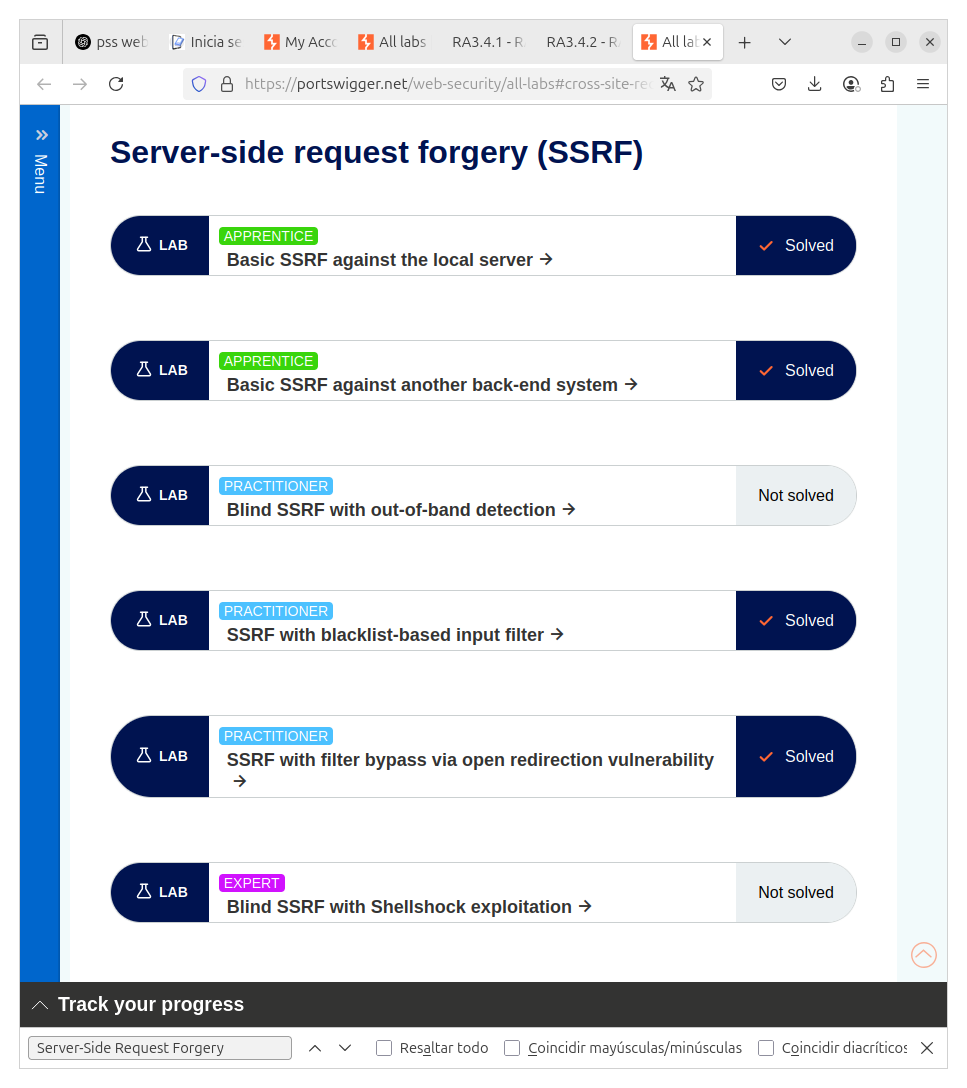 pss web
Inicia se
My Acc
All labs
RA3.4.1 - R
RA3.4.2 - R
All lab
https://portswigger.net/web-security/all-labs#cross-site-re
Menu
Server-side request forgery (SSRF)
LAB
APPRENTICE
Basic SSRF against the local server →
Solved
LAB
APPRENTICE
Basic SSRF against another back-end system →
Solved
LAB
PRACTITIONER
Blind SSRF with out-of-band detection →
Not solved
LAB
PRACTITIONER
SSRF with blacklist-based input filter →
Solved
LAB
PRACTITIONER
SSRF with filter bypass via open redirection vulnerability
→
Solved
LAB
EXPERT
Blind SSRF with Shellshock exploitation →
Not solved
Track your progress
Server-Side Request Forgery
Resaltar todo
Coincidir mayúsculas/minúsculas
Coincidir diacríticos